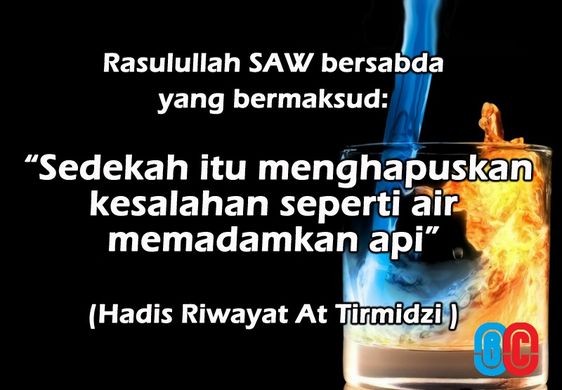 Rasulullah SAW bersabda
yang bermaksud:
“Sedekah itu menghapuskan
kesalahan seperti air
memadamkan api”
(Hadis Riwayat At Tirmidzi )